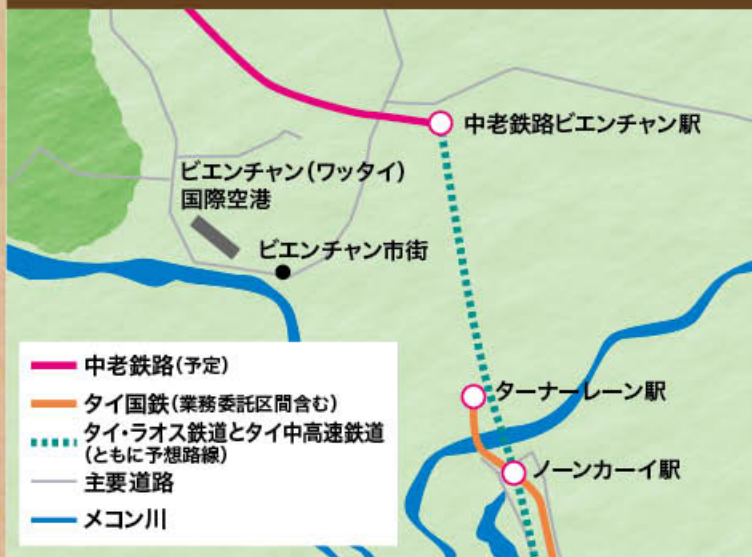 中老鉄路ビエンチャン駅
ビエンチャン(ワッタイ)
国際空港
ビエンチャン市街
ターナーレーン駅
ノーンカーイ駅
中老鉄路(予定)
タイ国鉄(業務委託区間含む)
タイ・ラオス鉄道とタイ中高速鉄道
(ともに予想路線)
主要道路
メコン川